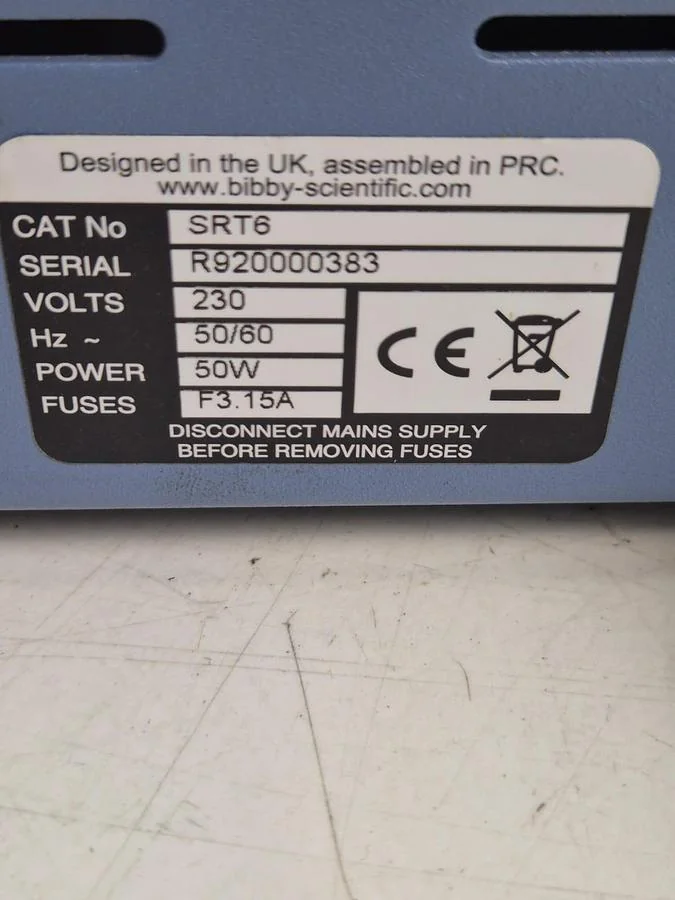 Designed in the UK, assembled in PRC.
www.bibby-scientific.com
CAT No SRT6
SERIAL R920000383
VOLTS 230
Hz ~ 50/60
POWER 50W
FUSES F3.15A
CE
DISCONNECT MAINS SUPPLY
BEFORE REMOVING FUSES